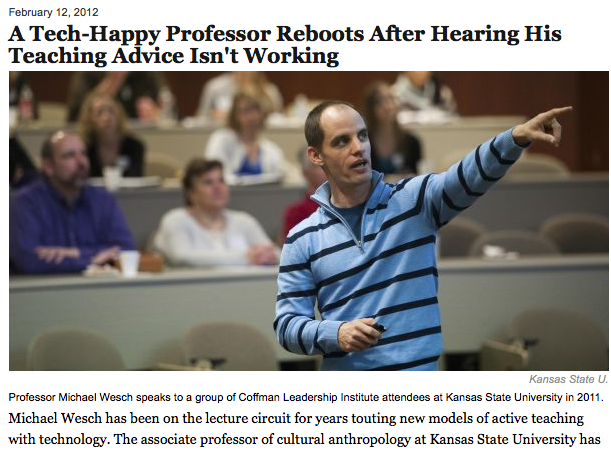 February 12, 2012
A Tech-Happy Professor Reboots After Hearing His
Teaching Advice Isn't Working
Kansas State U.
Professor Michael Wesch speaks to a group of Coffman Leadership Institute attendees at Kansas State University in 2011.
Michael Wesch has been on the lecture circuit for years touting new models of active teaching
with technology. The associate professor of cultural anthropology at Kansas State University has